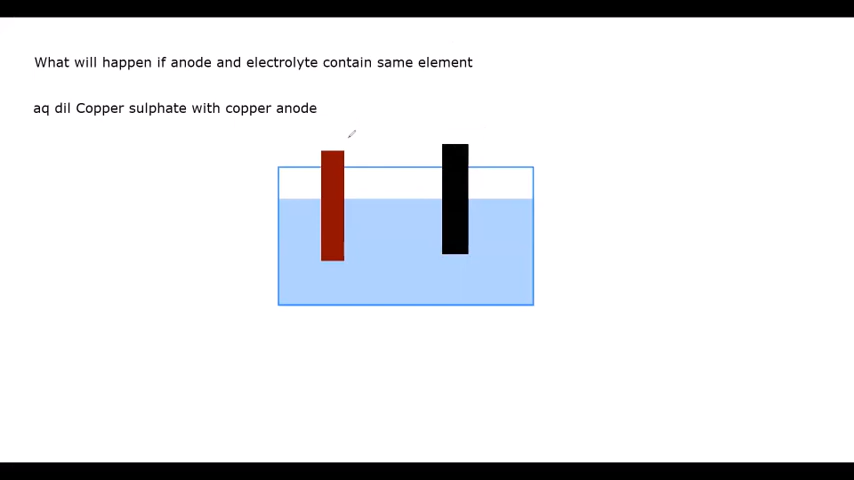 What will happen if anode and electrolyte contain same element
aq dil Copper sulphate with copper anode